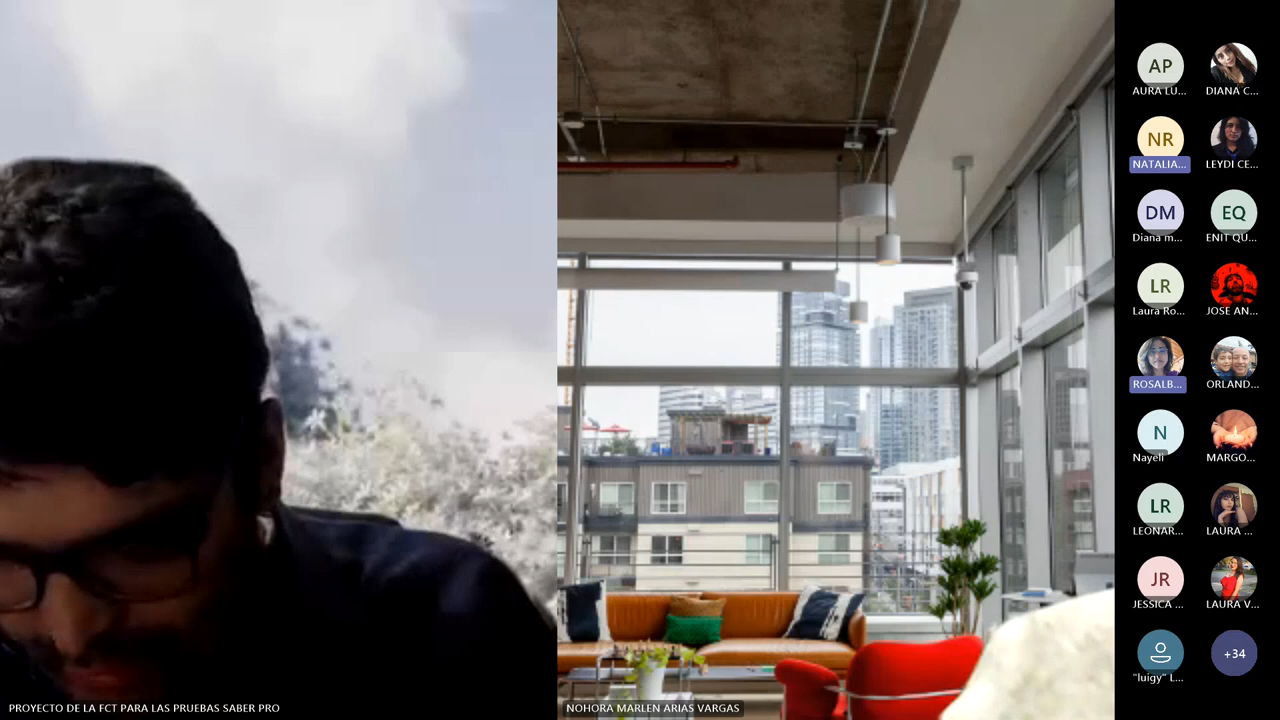 AP
AURA LU...
DIANA C...
NR
NATALIA...
LEYDI CE...
DM
Diana m...
EQ
ENIT QU...
LR
Laura Ro...
JOSE AN...
ROSALB...
ORLAND...
N
Nayeli
MARGO...
LR
LEONAR...
LAURA ...
JR
JESSICA ...
LAURA V...
"luigy" L...
+34
PROYECTO DE LA FCT PARA LAS PRUEBAS SABER PRO
NOHORA MARLEN ARIAS VARGAS